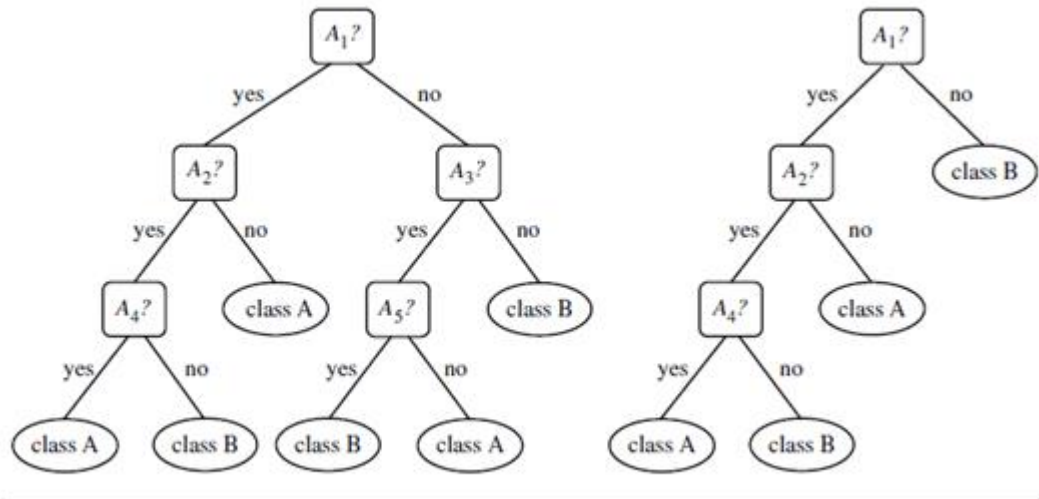 A1? A1?
yes no yes no
A2? A3? A2? class B
yes no yes no yes no
A4? class A A5? class B A4? class A
yes no yes no yes no
class A class B class B class A class A class B